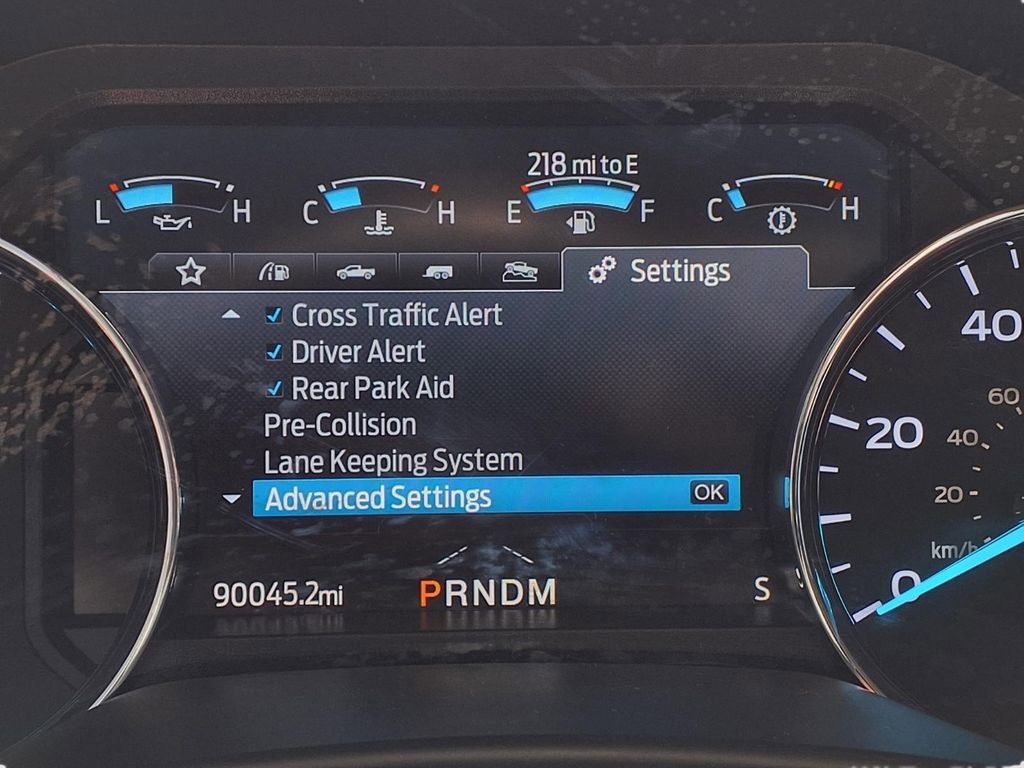 218 mi to E
L H C H E F C H
Settings
Cross Traffic Alert
Driver Alert
Rear Park Aid
Pre-Collision
Lane Keeping System
Advanced Settings OK
90045.2mi PRNDM S
40
60
20 40
20
km/h
0